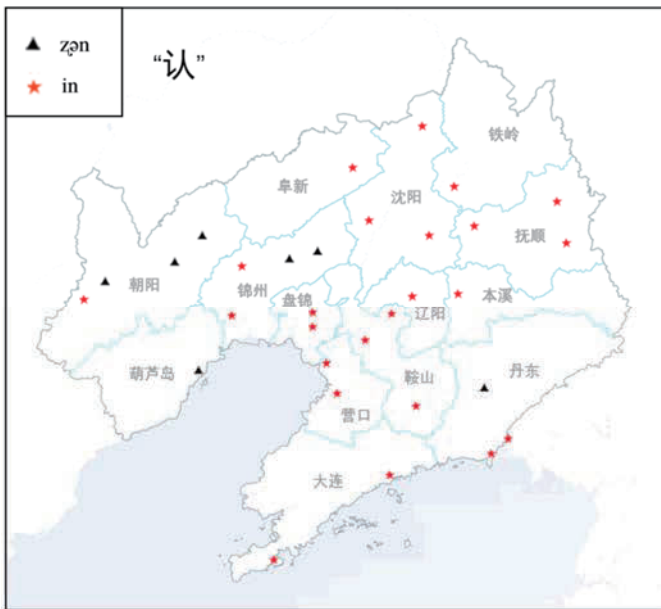 ▲ ʐən
★ in
“认”
铁岭
阜新
沈阳
抚顺
朝阳
锦州
盘锦
辽阳
本溪
葫芦岛
鞍山
丹东
营口
大连